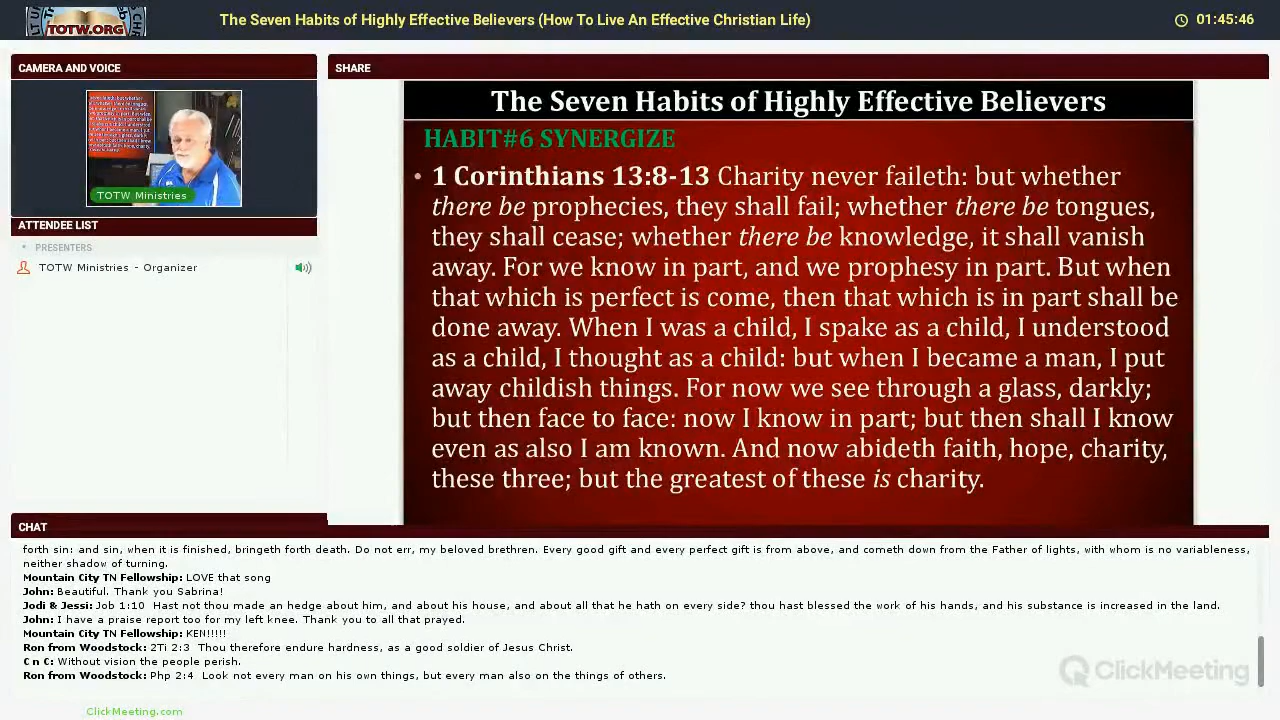 TOTW.ORG
The Seven Habits of Highly Effective Believers (How To Live An Effective Christian Life)
01:45:46
CAMERA AND VOICE
TOTW Ministries
ATTENDEE LIST
PRESENTERS
TOTW Ministries - Organizer
SHARE
The Seven Habits of Highly Effective Believers
HABIT#6 SYNERGIZE
• 1 Corinthians 13:8-13 Charity never faileth: but whether
there be prophecies, they shall fail; whether there be tongues,
they shall cease; whether there be knowledge, it shall vanish
away. For we know in part, and we prophesy in part. But when
that which is perfect is come, then that which is in part shall be
done away. When I was a child, I spake as a child, I understood
as a child, I thought as a child: but when I became a man, I put
away childish things. For now we see through a glass, darkly;
but then face to face: now I know in part; but then shall I know
even as also I am known. And now abideth faith, hope, charity,
these three; but the greatest of these is charity.
CHAT
forth sin: and sin, when it is finished, bringeth forth death. Do not err, my beloved brethren. Every good gift and every perfect gift is from above, and cometh down from the Father of lights, with whom is no variableness,
neither shadow of turning.
Mountain City TN Fellowship: LOVE that song
John: Beautiful. Thank you Sabrina!
Jodi & Jessi: Job 1:10 Hast not thou made an hedge about him, and about his house, and about all that he hath on every side? thou hast blessed the work of his hands, and his substance is increased in the land.
John: I have a praise report too for my left knee. Thank you to all that prayed.
Mountain City TN Fellowship: KEN!!!!!
Ron from Woodstock: 2Ti 2:3 Thou therefore endure hardness, as a good soldier of Jesus Christ.
C n C: Without vision the people perish.
Ron from Woodstock: Php 2:4 Look not every man on his own things, but every man also on the things of others.
ClickMeeting
ClickMeeting.com